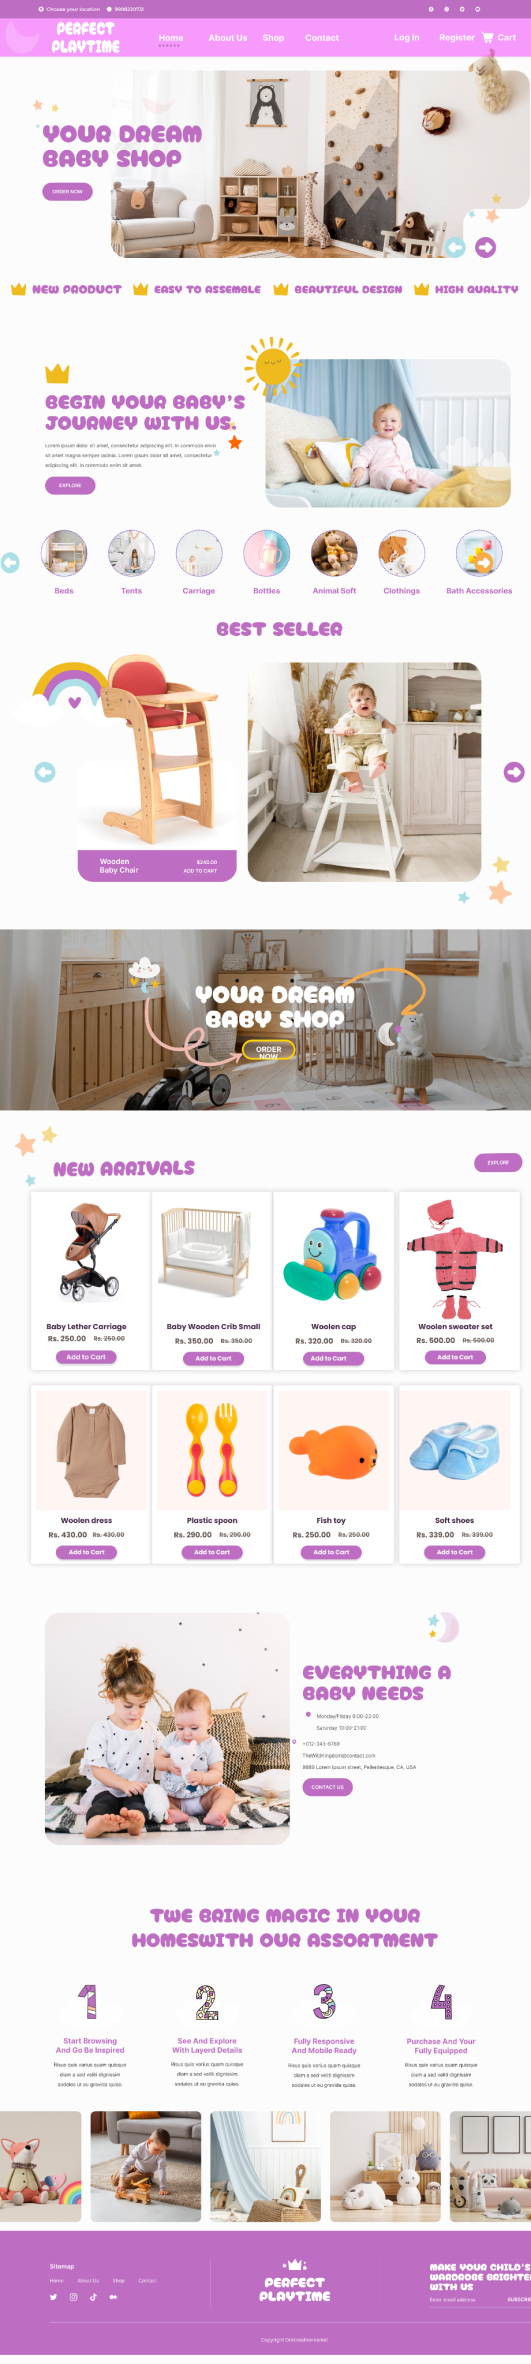 Choose your location
9998220731
PERFECT
PLAYTIME
Home
About Us
Shop
Contact
Log in
Register
Cart
YOUR DREAM
BABY SHOP
ORDER NOW
NEW PRODUCT
EASY TO ASSEMBLE
BEAUTIFUL DESIGN
HIGH QUALITY
BEGIN YOUR BABY'S
JOURNEY WITH US.
Lorem ipsum dolor sit amet, consectetur adipiscing elit. In commodo enim
sit amet magna semper lacinia. Lorem ipsum dolor sit amet, consectetur
adipiscing elit. In commodo enim sit amet.
EXPLORE
Beds
Tents
Carriage
Bottles
Animal Soft
Clothings
Bath Accessories
BEST SELLER
Wooden
Baby Chair
$249.00
ADD TO CART
YOUR DREAM
BABY SHOP
ORDER
NOW
NEW ARRIVALS
EXPLORE
Baby Lether Carriage
Rs. 250.00 Rs. 250.00
Add to Cart
Baby Wooden Crib Small
Rs. 350.00 Rs. 350.00
Add to Cart
Woolen cap
Rs. 320.00 Rs. 320.00
Add to Cart
Woolen sweater set
Rs. 500.00 Rs. 500.00
Add to Cart
Woolen dress
Rs. 430.00 Rs. 430.00
Add to Cart
Plastic spoon
Rs. 290.00 Rs. 290.00
Add to Cart
Fish toy
Rs. 250.00 Rs. 250.00
Add to Cart
Soft shoes
Rs. 339.00 Rs. 339.00
Add to Cart
EVERYTHING A
BABY NEEDS
Monday/Friday 9:00-23:00
Saturday 10:00-21:00
+012-345-6789
TheWildKingdom@contact.com
9889 Lorem ipsum street, Pellentesque, CA, USA
CONTACT US
TWE BRING MAGIC IN YOUR
HOMESWITH OUR ASSORTMENT
1
2
3
4
Start Browsing
And Go Be Inspired
Risus quis varius quam quisque
diam a sed velit dignissim
sodales ut eu gravida quise.
See And Explore
With Layerd Details
Risus quis varius quam quisque
diam a sed velit dignissim
sodales ut eu gravida quise.
Fully Responsive
And Mobile Ready
Risus quis varius quam quisque
diam a sed velit dignissim
sodales ut eu gravida quise.
Purchase And Your
Fully Equipped
Risus quis varius quam quisque
diam a sed velit dignissim
sodales ut eu gravida quise.
Sitemap
Home
About Us
Shop
Contact
PERFECT
PLAYTIME
MAKE YOUR CHILD'S
WARDROBE BRIGHTE
WITH US
Enter email address
SUBSCRIB